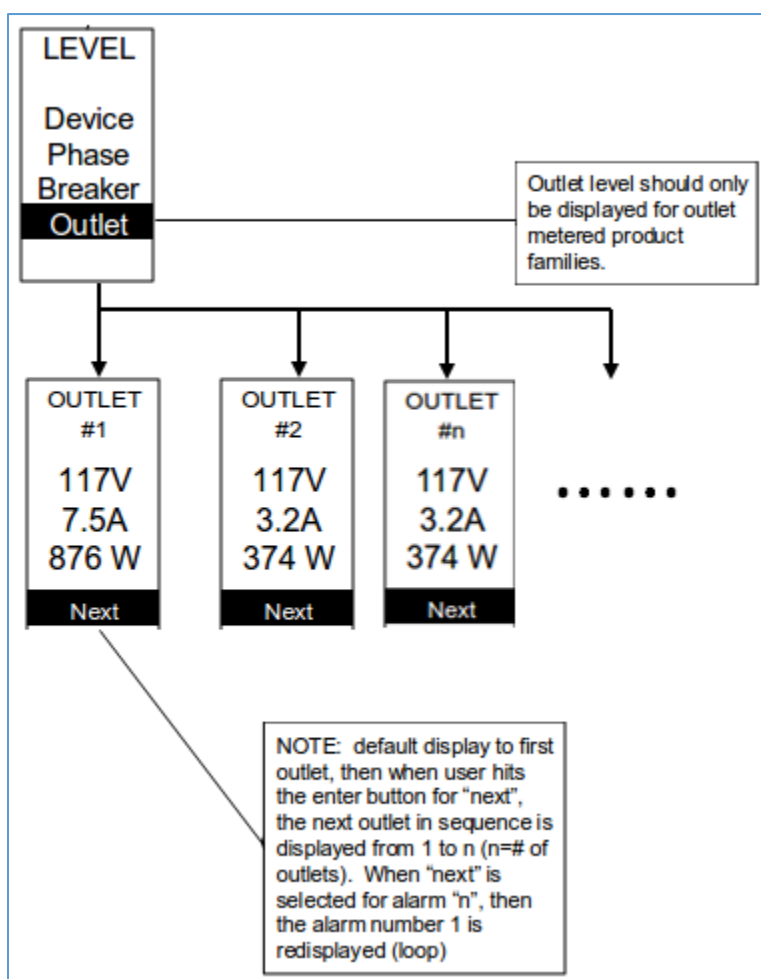 LEVEL
Device
Phase
Breaker
Outlet
Outlet level should only
be displayed for outlet
metered product
families.
OUTLET
#1
117V
7.5A
876 W
Next
OUTLET
#2
117V
3.2A
374 W
Next
OUTLET
#n
117V
3.2A
374 W
Next
......
NOTE: default display to first
outlet, then when user hits
the enter button for “next”,
the next outlet in sequence is
displayed from 1 to n (n=# of
outlets). When “next” is
selected for alarm “n”, then
the alarm number 1 is
redisplayed (loop)